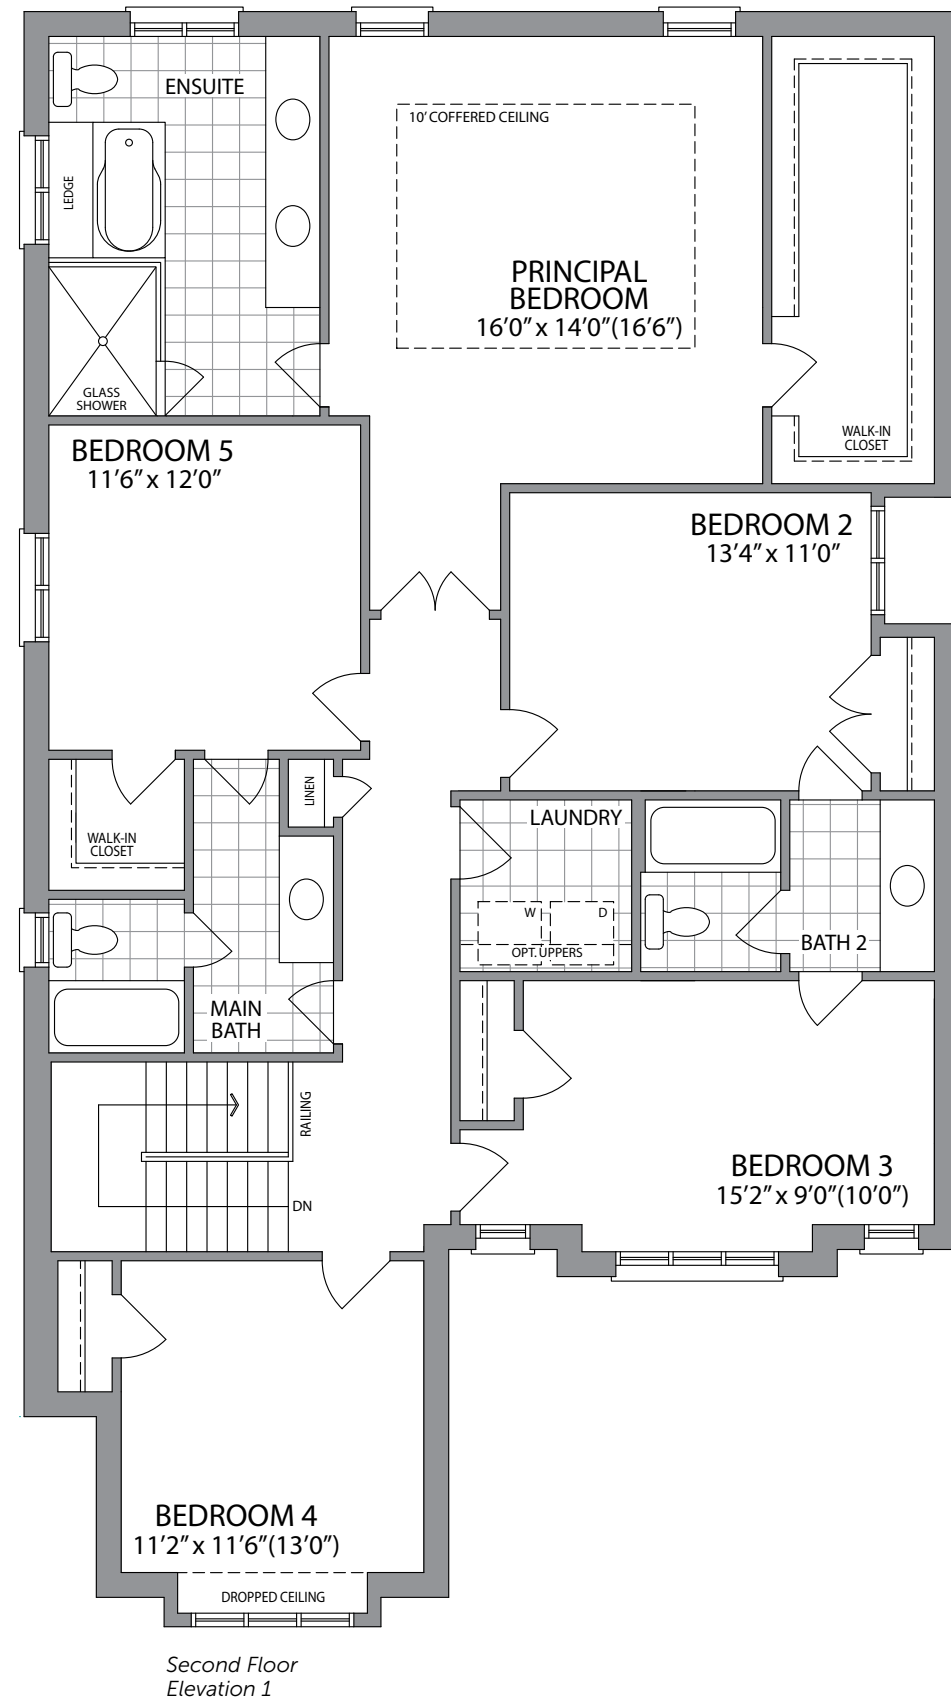 ENSUITE
10’ COFFERED CEILING
LEDGE
PRINCIPAL
BEDROOM
16’0” x 14’0”(16’6”)
GLASS
SHOWER
WALK-IN
CLOSET
BEDROOM 5
11’6” x 12’0”
BEDROOM 2
13’4” x 11’0”
LINEN
LAUNDRY
WALK-IN
CLOSET
W D
OPT. UPPERS
BATH 2
MAIN
BATH
RAILING
BEDROOM 3
15’2” x 9’0”(10’0”)
DN
BEDROOM 4
11’2” x 11’6”(13’0”)
DROPPED CEILING
Second Floor
Elevation 1